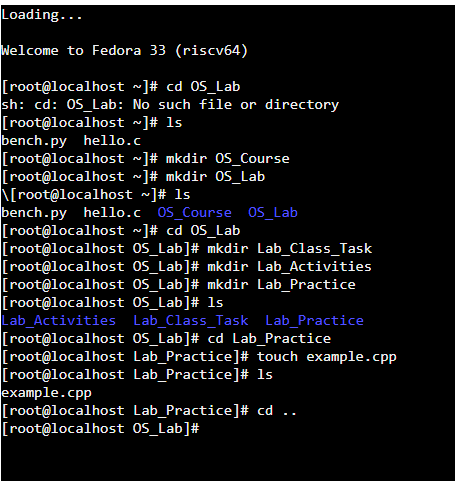 Loading...
Welcome to Fedora 33 (riscv64)
[root@localhost ~]# cd OS_Lab
sh: cd: OS_Lab: No such file or directory
[root@localhost ~]# ls
bench.py  hello.c
[root@localhost ~]# mkdir OS_Course
[root@localhost ~]# mkdir OS_Lab
\[root@localhost ~]# ls
bench.py  hello.c  OS_Course  OS_Lab
[root@localhost ~]# cd OS_Lab
[root@localhost OS_Lab]# mkdir Lab_Class_Task
[root@localhost OS_Lab]# mkdir Lab_Activities
[root@localhost OS_Lab]# mkdir Lab_Practice
[root@localhost OS_Lab]# ls
Lab_Activities  Lab_Class_Task  Lab_Practice
[root@localhost OS_Lab]# cd Lab_Practice
[root@localhost Lab_Practice]# touch example.cpp
[root@localhost Lab_Practice]# ls
example.cpp
[root@localhost Lab_Practice]# cd ..
[root@localhost OS_Lab]#